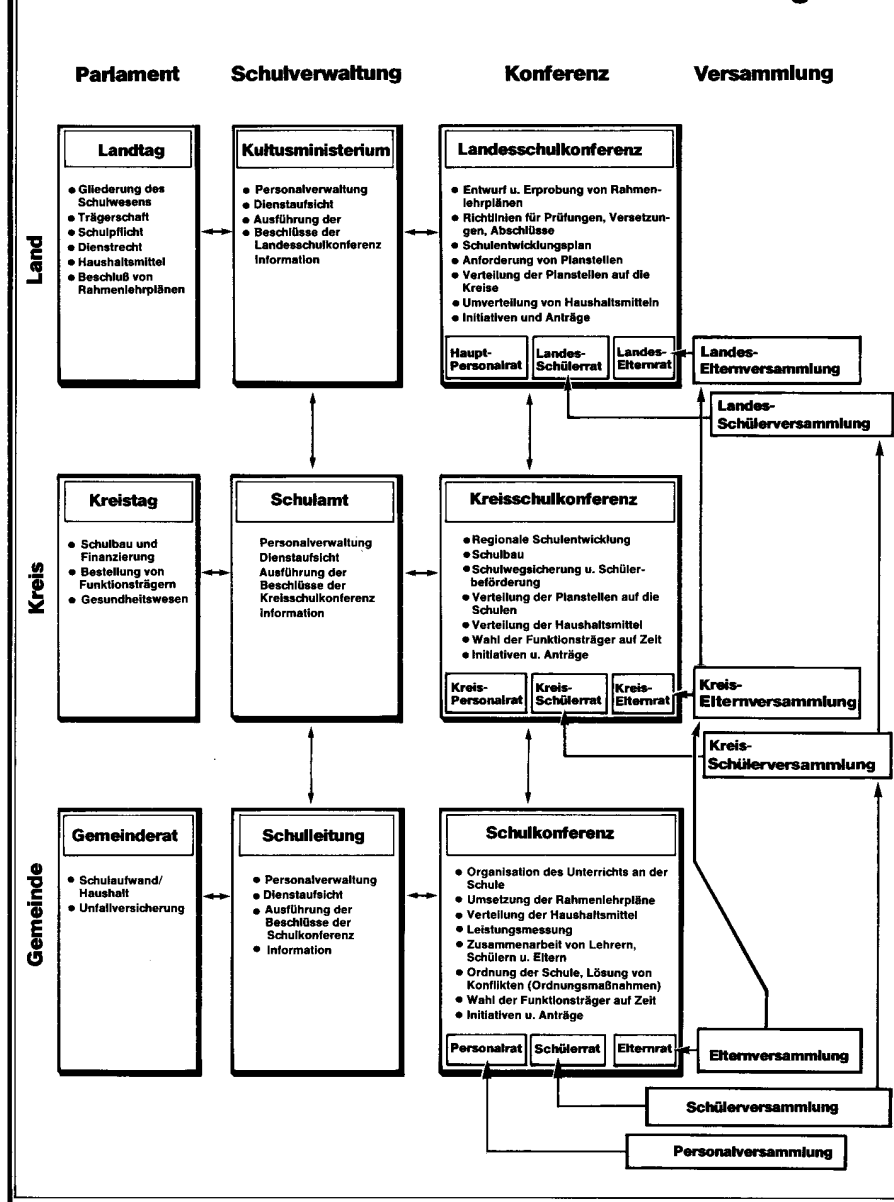 Parlament
Schulverwaltung
Konferenz
Versammlung
Land
Landtag
● Gliederung des
Schulwesens
● Trägerschaft
● Schulpflicht
● Dienstrecht
● Haushaltsmittel
● Beschluß von
Rahmenlehrplänen
Kultusministerium
● Personalverwaltung
● Dienstaufsicht
● Ausführung der
● Beschlüsse der
Landesschulkonferenz
Information
Landesschulkonferenz
● Entwurf u. Erprobung von Rahmen-
lehrplänen
● Richtlinien für Prüfungen, Versetzun-
gen, Abschlüsse
● Schulentwicklungsplan
● Anforderung von Planstellen
● Verteilung der Planstellen auf die
Kreise
● Umverteilung von Haushaltsmitteln
● Initiativen und Anträge
Haupt-
Personalrat
Landes-
Schülerrat
Landes-
Elternrat
Landes-
Elternversammlung
Landes-
Schülerversammlung
Kreis
Kreistag
● Schulbau und
Finanzierung
● Bestellung von
Funktionsträgern
● Gesundheitswesen
Schulamt
Personalverwaltung
Dienstaufsicht
Ausführung der
Beschlüsse der
Kreisschulkonferenz
Information
Kreisschulkonferenz
● Regionale Schulentwicklung
● Schulbau
● Schulwegsicherung u. Schüler-
beförderung
● Verteilung der Planstellen auf die
Schulen
● Verteilung der Haushaltsmittel
● Wahl der Funktionsträger auf Zeit
● Initiativen u. Anträge
Kreis-
Personalrat
Kreis-
Schülerrat
Kreis-
Elternrat
Kreis-
Elternversammlung
Kreis-
Schülerversammlung
Gemeinde
Gemeinderat
● Schulaufwand/
Haushalt
● Unfallversicherung
Schulleitung
● Personalverwaltung
● Dienstaufsicht
● Ausführung der
Beschlüsse der
Schulkonferenz
● Information
Schulkonferenz
● Organisation des Unterrichts an der
Schule
● Umsetzung der Rahmenlehrpläne
● Verteilung der Haushaltsmittel
● Leistungsmessung
● Zusammenarbeit von Lehrern,
Schülern u. Eltern
● Ordnung der Schule, Lösung von
Konflikten (Ordnungsmaßnahmen)
● Wahl der Funktionsträger auf Zeit
● Initiativen u. Anträge
Personalrat
Schülerrat
Elternrat
Elternversammlung
Schülerversammlung
Personalversammlung